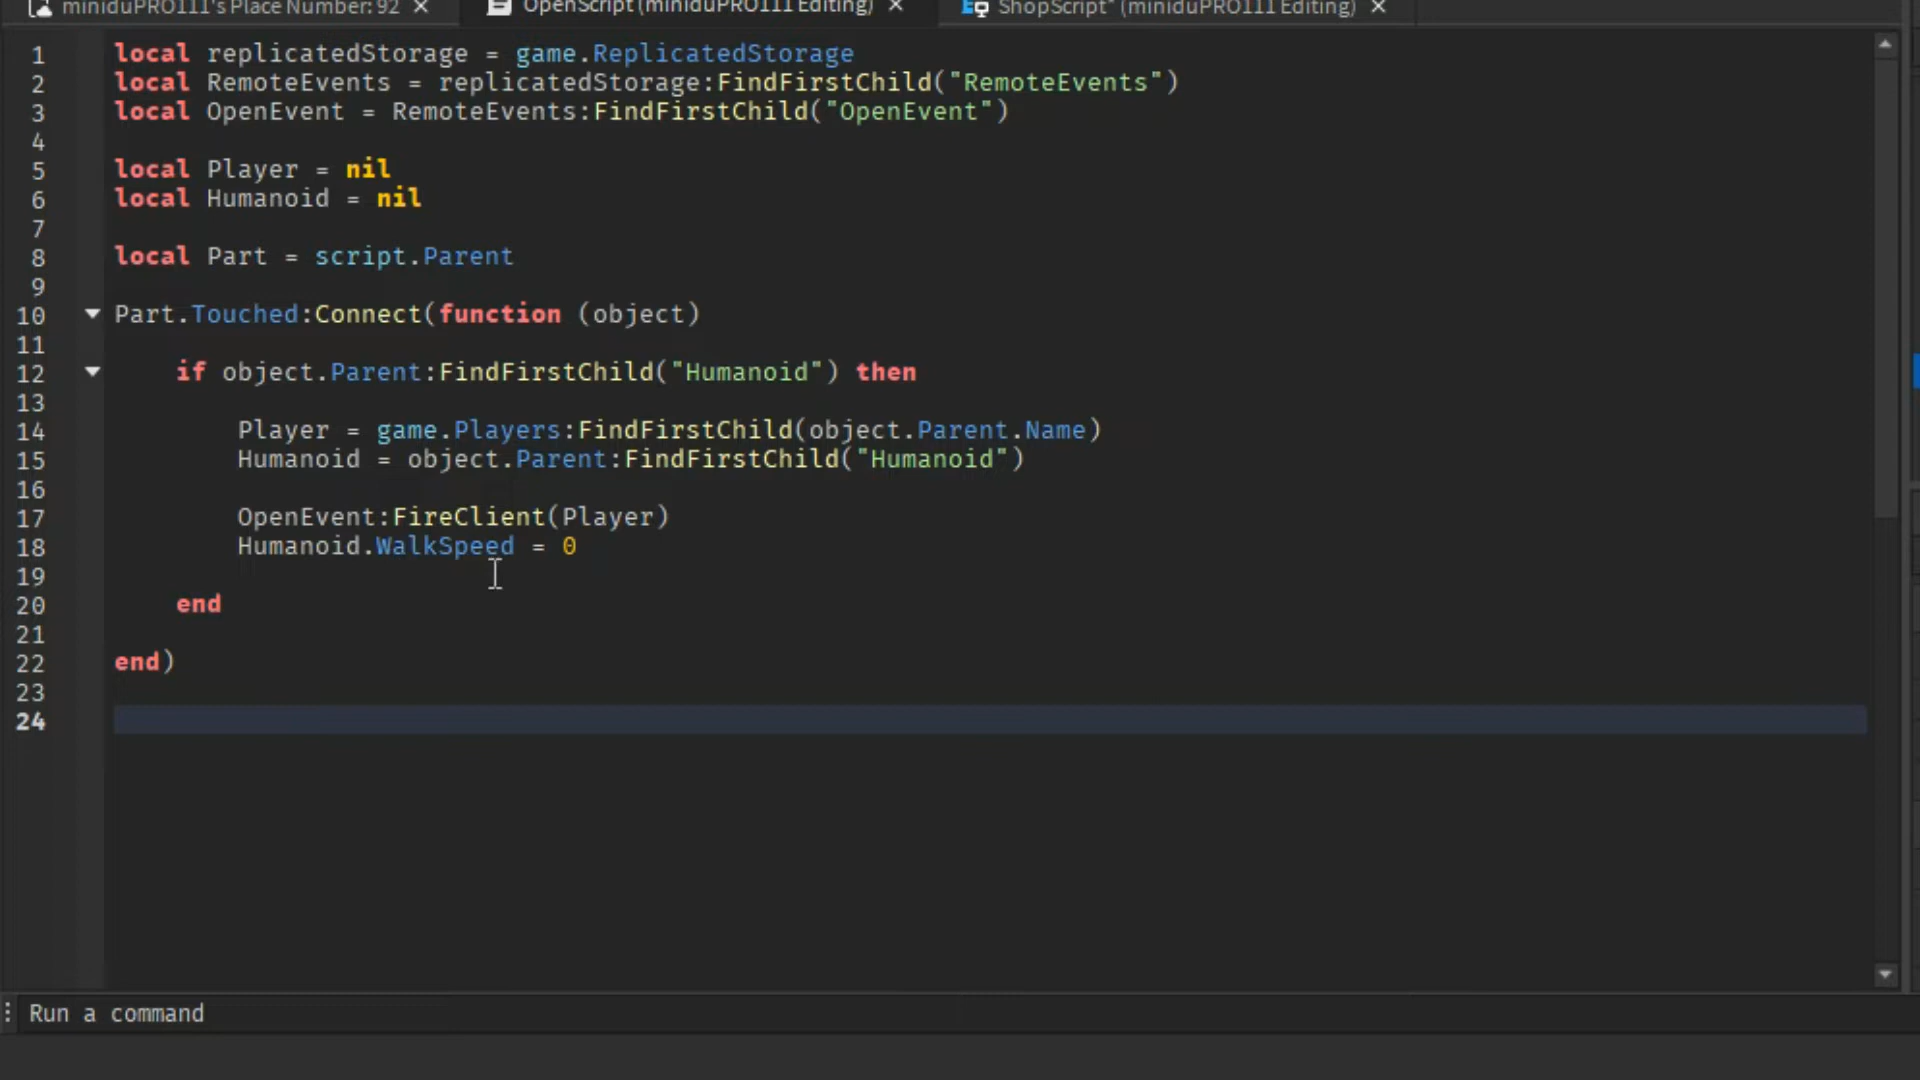 miniduPRO111's Place Number: 92 ×
OpenScript (miniduPRO111 Editing) ×
ShopScript* (miniduPRO111 Editing) ×
1 local replicatedStorage = game.ReplicatedStorage
2 local RemoteEvents = replicatedStorage:FindFirstChild("RemoteEvents")
3 local OpenEvent = RemoteEvents:FindFirstChild("OpenEvent")
4
5 local Player = nil
6 local Humanoid = nil
7
8 local Part = script.Parent
9
10 Part.Touched:Connect(function (object)
11
12 if object.Parent:FindFirstChild("Humanoid") then
13
14 Player = game.Players:FindFirstChild(object.Parent.Name)
15 Humanoid = object.Parent:FindFirstChild("Humanoid")
16
17 OpenEvent:FireClient(Player)
18 Humanoid.WalkSpeed = 0
19
20 end
21
22 end)
23
24
Run a command